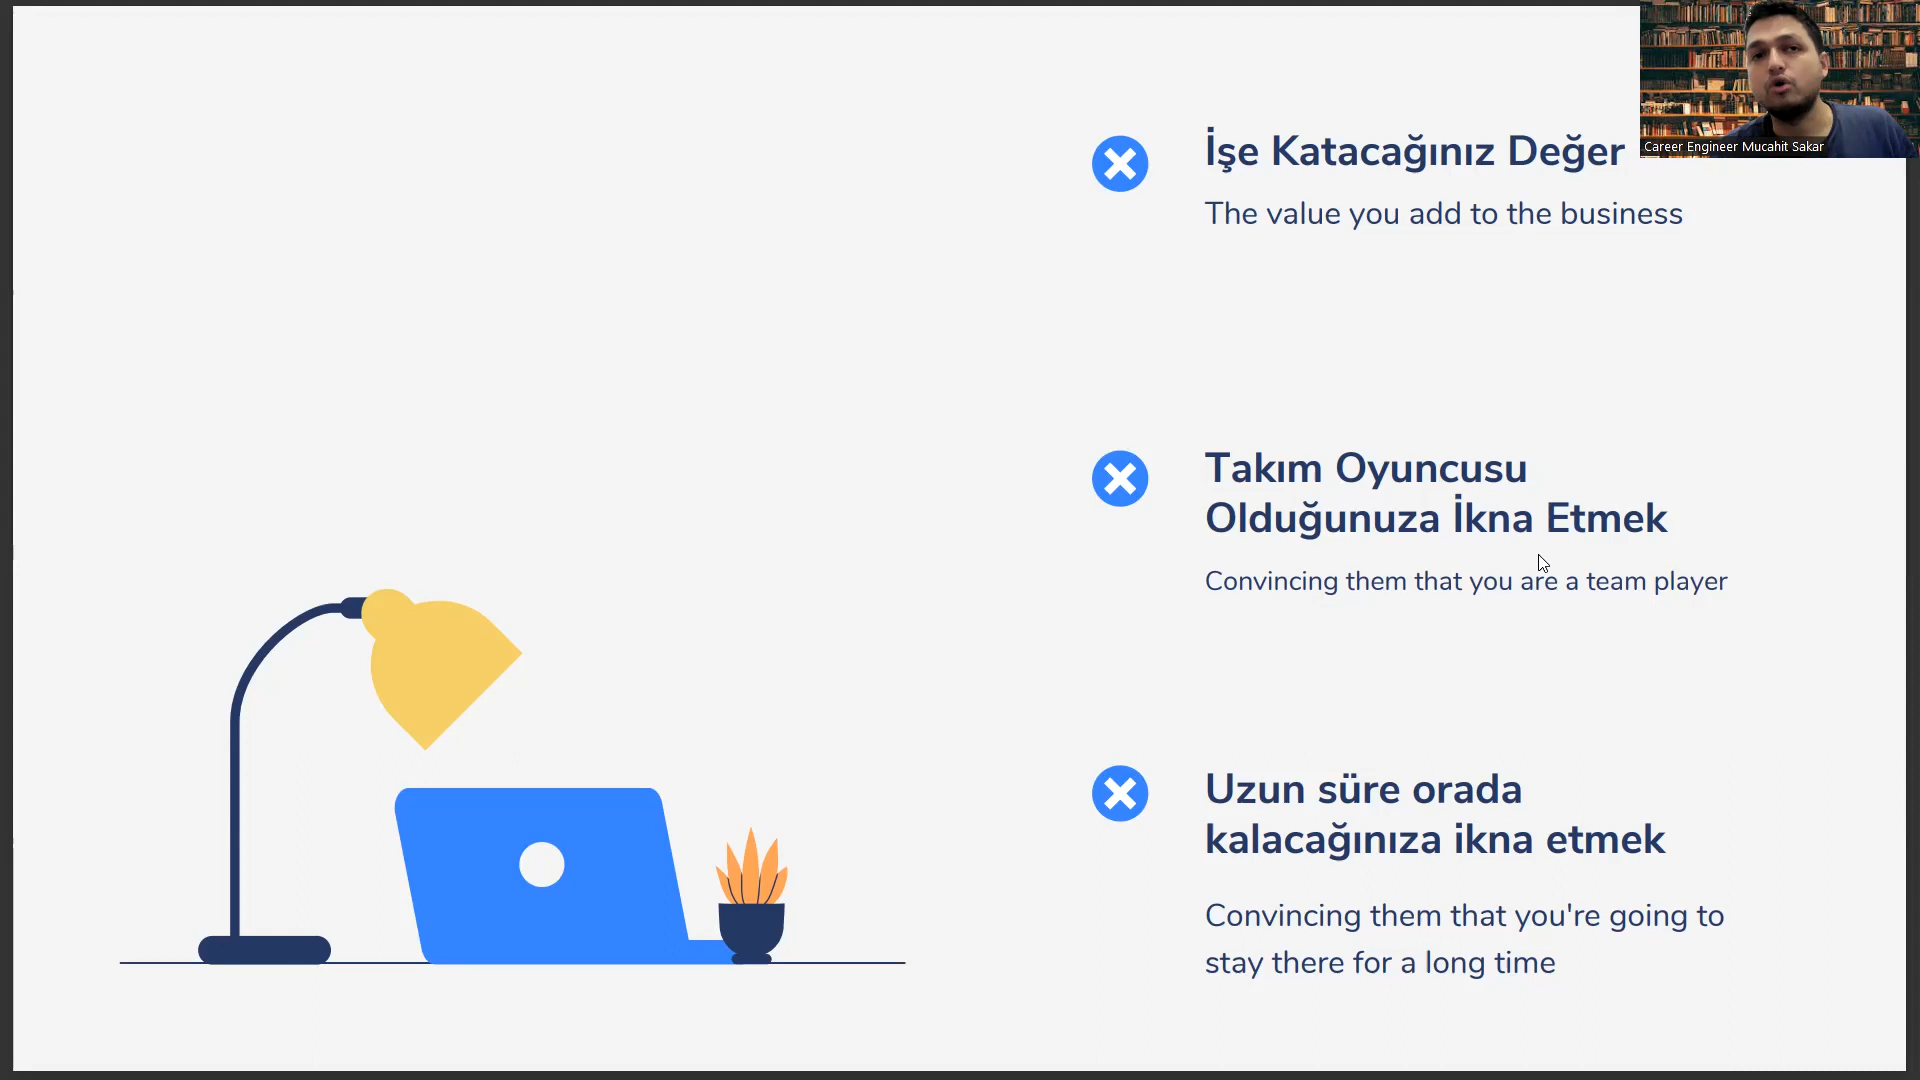 İşe Katacağınız Değer
The value you add to the business
Career Engineer Mucahit Sakar
Takım Oyuncusu
Olduğunuza İkna Etmek
Convincing them that you are a team player
Uzun süre orada
kalacağınıza ikna etmek
Convincing them that you're going to
stay there for a long time